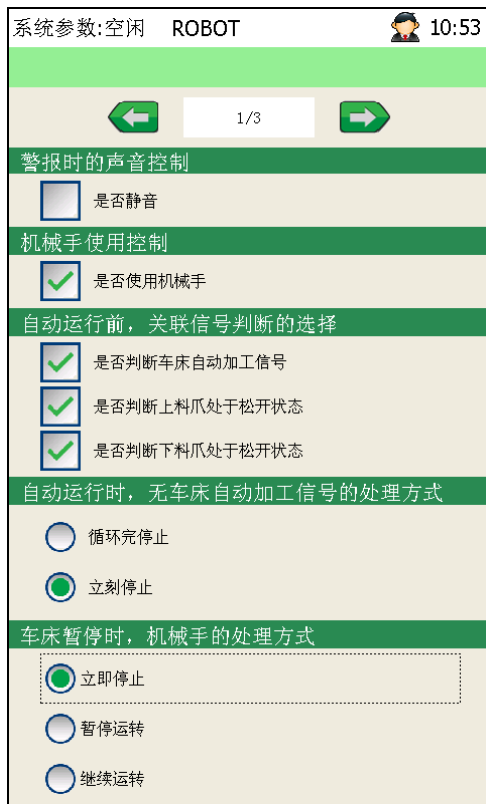 系统参数:空闲 ROBOT 10:53
1/3
警报时的声音控制
是否静音
机械手使用控制
是否使用机械手
自动运行前，关联信号判断的选择
是否判断车床自动加工信号
是否判断上料爪处于松开状态
是否判断下料爪处于松开状态
自动运行时，无车床自动加工信号的处理方式
循环完停止
立刻停止
车床暂停时，机械手的处理方式
立即停止
暂停运转
继续运转